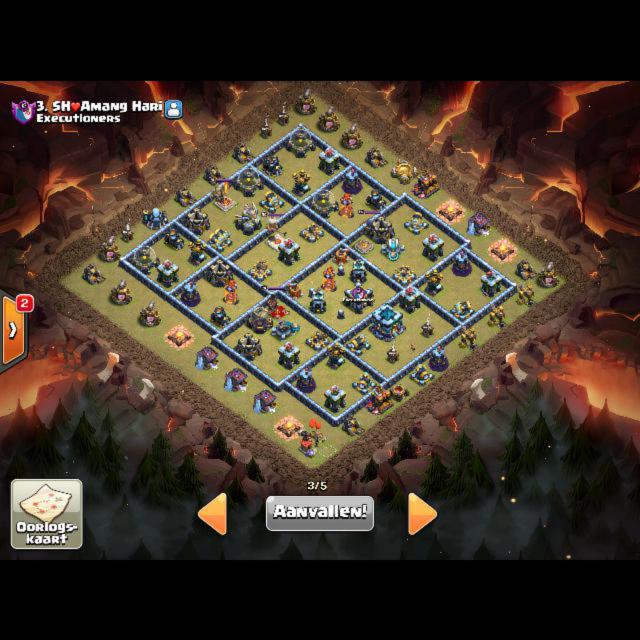 3. SH♥Amang Hari
Executioners
2
3/5
Aanvallen!
Oorlogs-
kaart